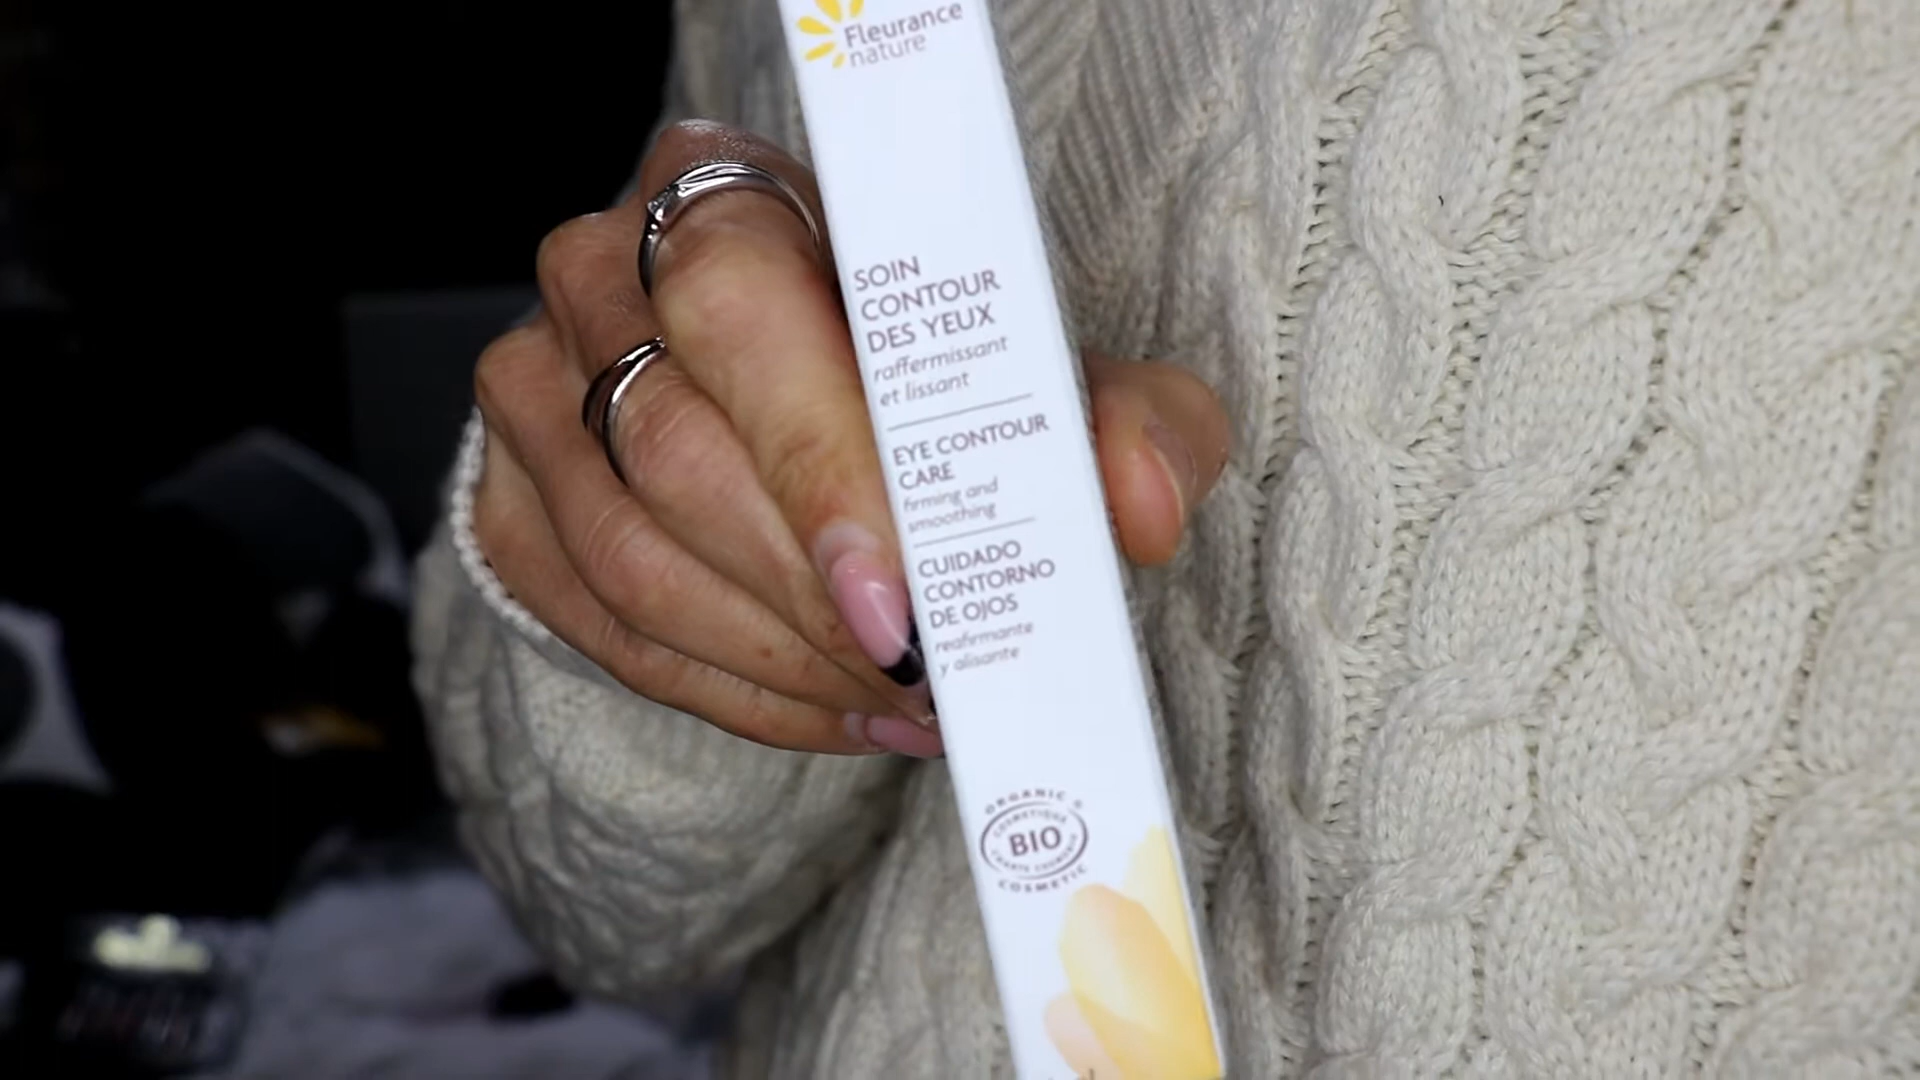 Fleurance
nature
SOIN
CONTOUR
DES YEUX
raffermissant
et lissant
EYE CONTOUR
CARE
firming and
smoothing
CUIDADO
CONTORNO
DE OJOS
reafirmante
y alisante
ORGANIC
COSMETIQUE
BIO
COSMETIC